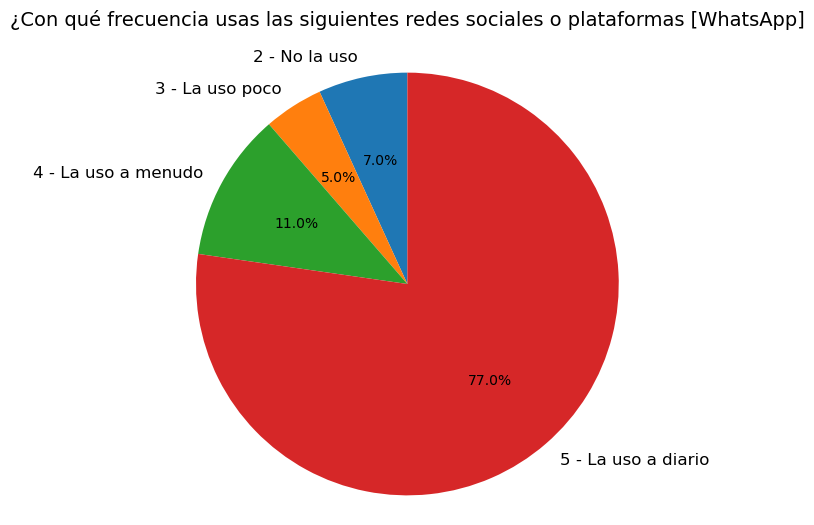 ¿Con qué frecuencia usas las siguientes redes sociales o plataformas [WhatsApp]
2 - No la uso
3 - La uso poco
4 - La uso a menudo
7.0%
5.0%
11.0%
77.0%
5 - La uso a diario